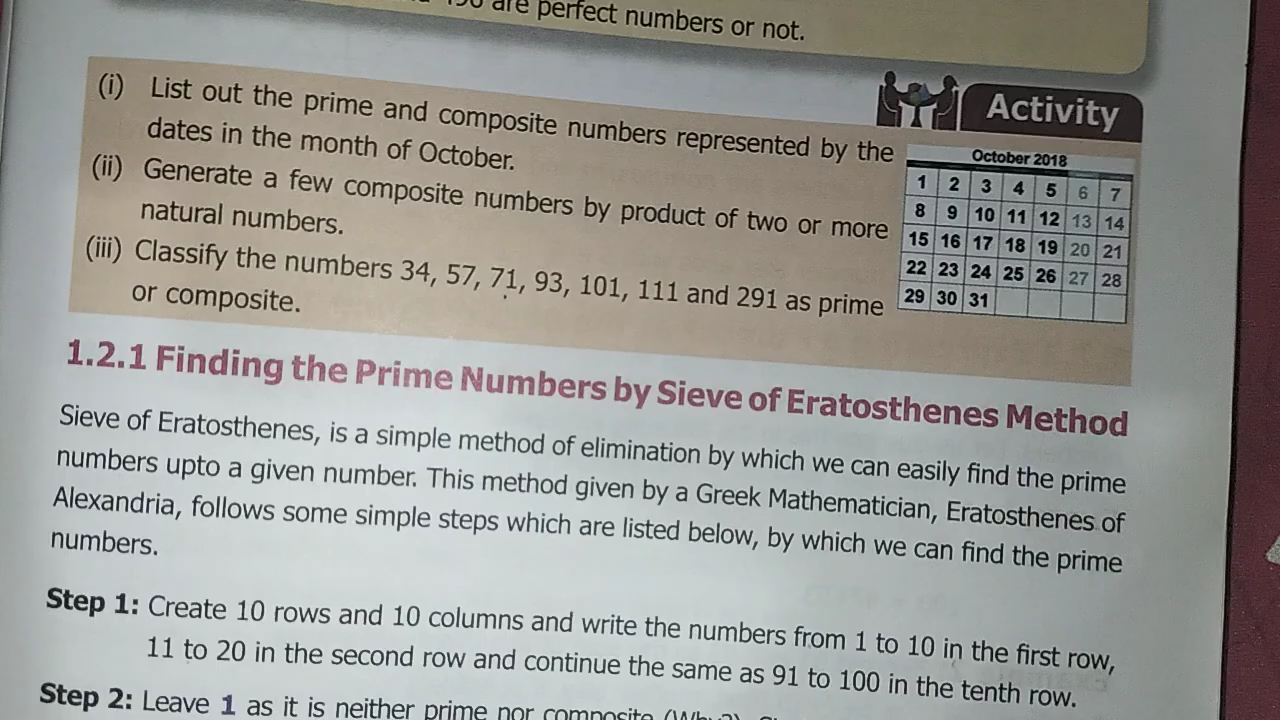 are perfect numbers or not.
Activity
(i) List out the prime and composite numbers represented by the
dates in the month of October.
(ii) Generate a few composite numbers by product of two or more
natural numbers.
(iii) Classify the numbers 34, 57, 71, 93, 101, 111 and 291 as prime
or composite.
October 2018
1 2 3 4 5 6 7
8 9 10 11 12 13 14
15 16 17 18 19 20 21
22 23 24 25 26 27 28
29 30 31
1.2.1 Finding the Prime Numbers by Sieve of Eratosthenes Method
Sieve of Eratosthenes, is a simple method of elimination by which we can easily find the prime
numbers upto a given number. This method given by a Greek Mathematician, Eratosthenes of
Alexandria, follows some simple steps which are listed below, by which we can find the prime
numbers.
Step 1: Create 10 rows and 10 columns and write the numbers from 1 to 10 in the first row,
11 to 20 in the second row and continue the same as 91 to 100 in the tenth row.
Step 2: Leave 1 as it is neither prime nor composite (Why?).